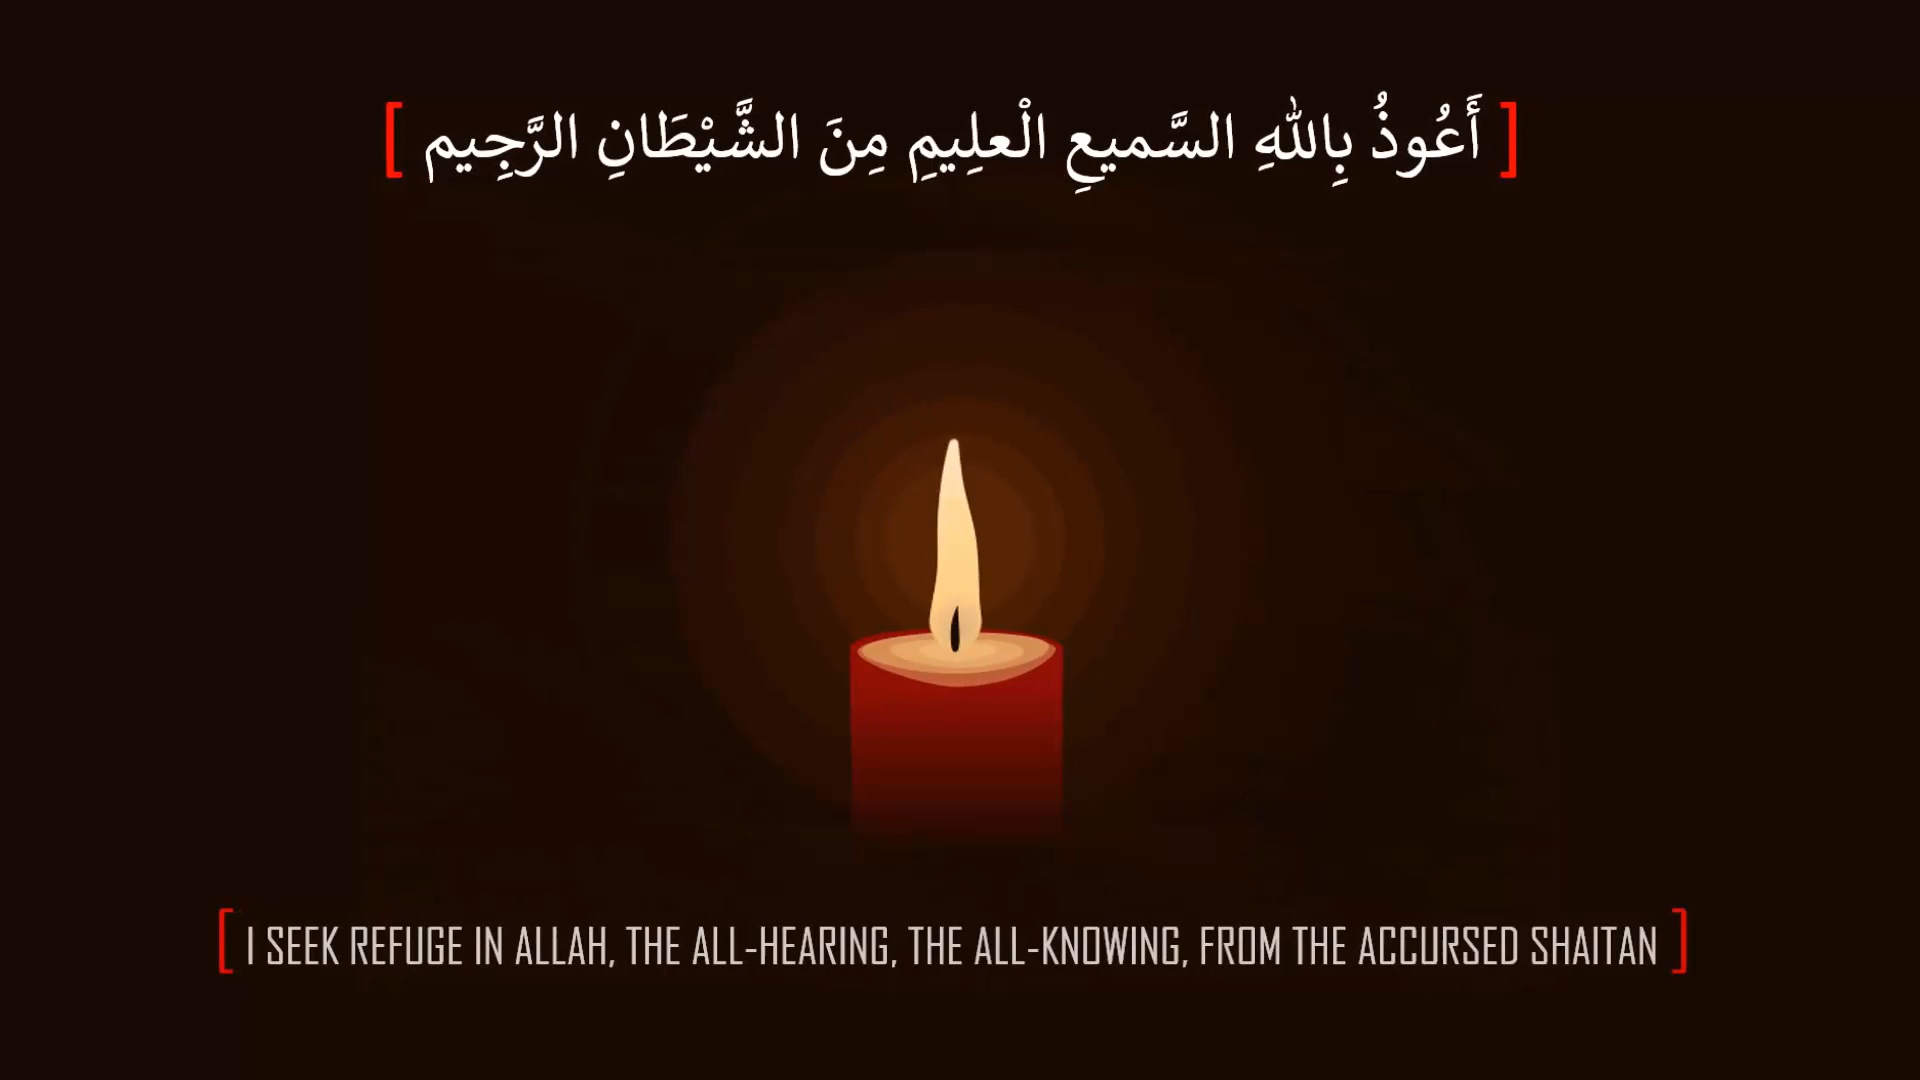 [ أَعُوذُ بِاللهِ السَّميعِ الْعلِيمِ مِنَ الشَّيْطَانِ الرَّجِيم ]
[ I SEEK REFUGE IN ALLAH, THE ALL-HEARING, THE ALL-KNOWING, FROM THE ACCURSED SHAITAN ]